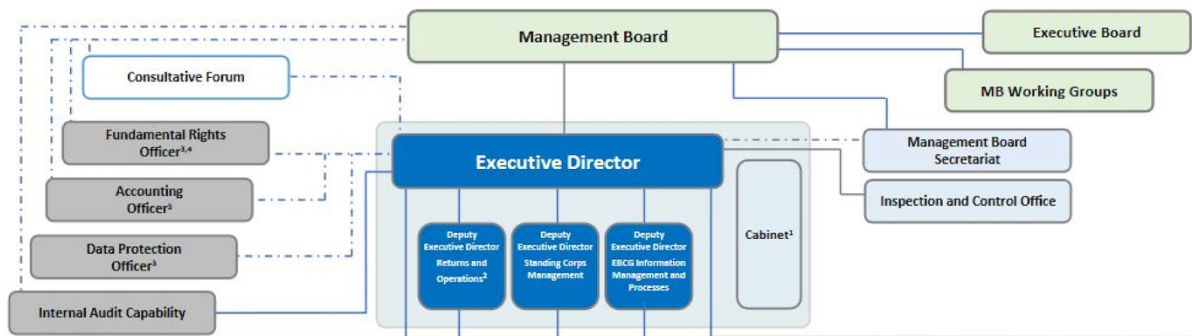 Management Board
Executive Board
MB Working Groups
Consultative Forum
Fundamental Rights
Officer³,⁴
Accounting
Officer³
Data Protection
Officer³
Internal Audit Capability
Executive Director
Management Board
Secretariat
Inspection and Control Office
Cabinet¹
Deputy
Executive Director
Returns and
Operations²
Deputy
Executive Director
Standing Corps
Management
Deputy
Executive Director
EBCG Information
Management and
Processes